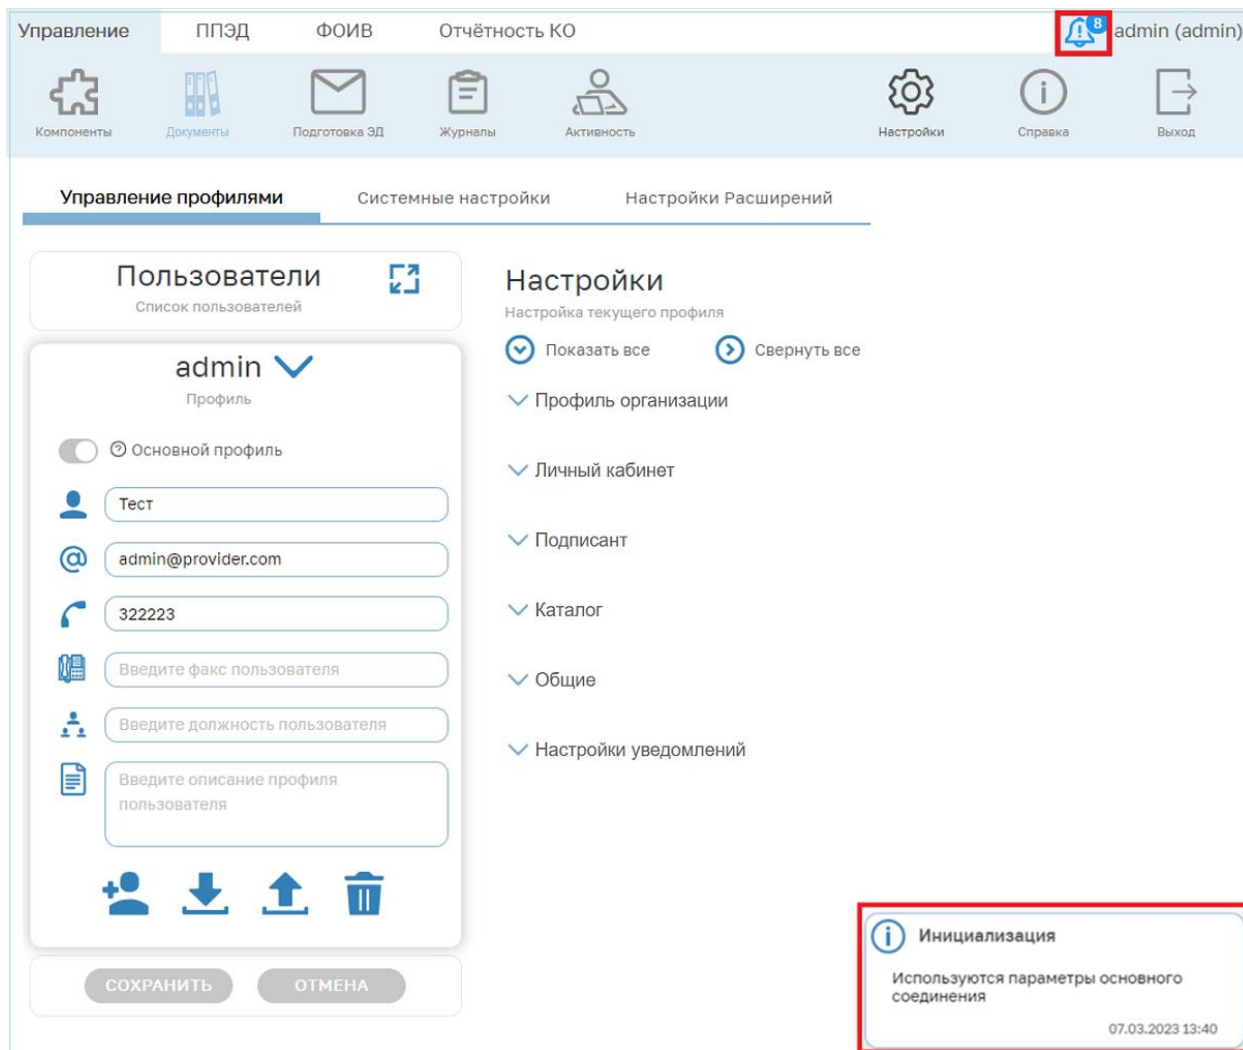 Управление ППЭД ФОИВ Отчётность КО 8 admin (admin)
Компоненты Документы Подготовка ЭД Журналы Активность Настройки Справка Выход
Управление профилями Системные настройки Настройки Расширений
Пользователи
Список пользователей
admin
Профиль
Основной профиль
Тест
admin@provider.com
322223
Введите факс пользователя
Введите должность пользователя
Введите описание профиля
пользователя
СОХРАНИТЬ ОТМЕНА
Настройки
Настройка текущего профиля
Показать все Свернуть все
Профиль организации
Личный кабинет
Подписант
Каталог
Общие
Настройки уведомлений
Инициализация
Используются параметры основного
соединения
07.03.2023 13:40